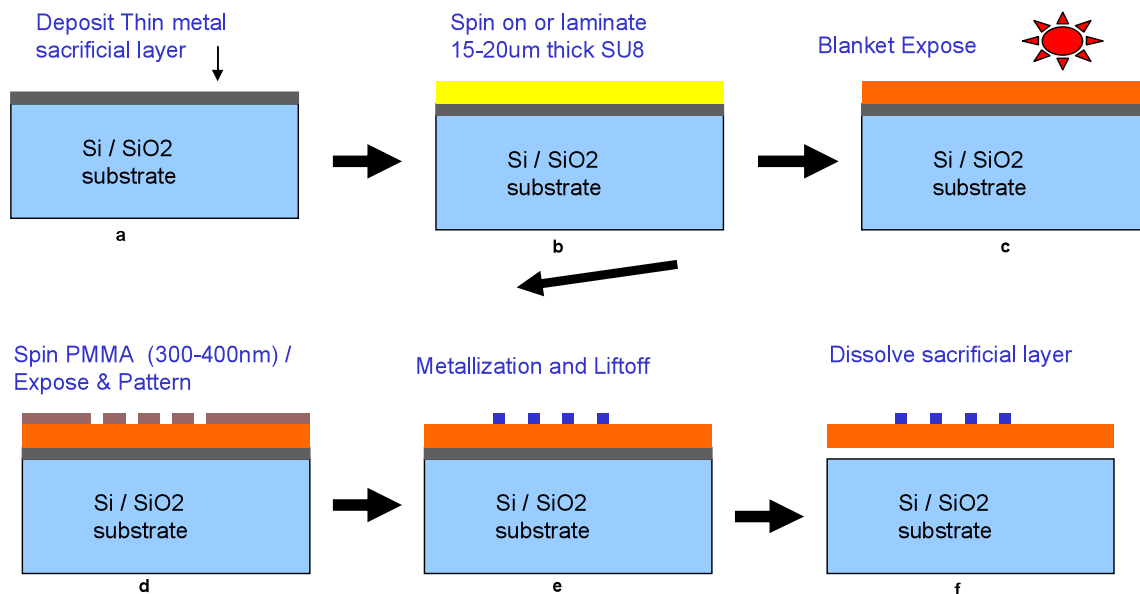 Deposit Thin metal
sacrificial layer
Si / SiO2
substrate
a
Spin on or laminate
15-20um thick SU8
Si / SiO2
substrate
b
Blanket Expose
Si / SiO2
substrate
c
Spin PMMA (300-400nm) /
Expose & Pattern
Si / SiO2
substrate
d
Metallization and Liftoff
Si / SiO2
substrate
e
Dissolve sacrificial layer
Si / SiO2
substrate
f